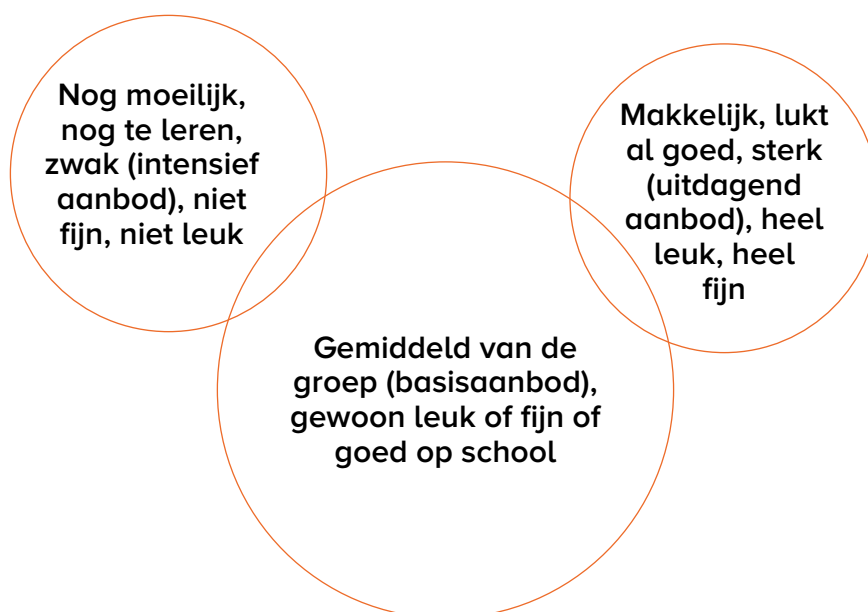 Nog moeilijk,
nog te leren,
zwak (intensief
aanbod), niet
fijn, niet leuk
Makkelijk, lukt
al goed, sterk
(uitdagend
aanbod), heel
leuk, heel
fijn
Gemiddeld van de
groep (basisaanbod),
gewoon leuk of fijn of
goed op school